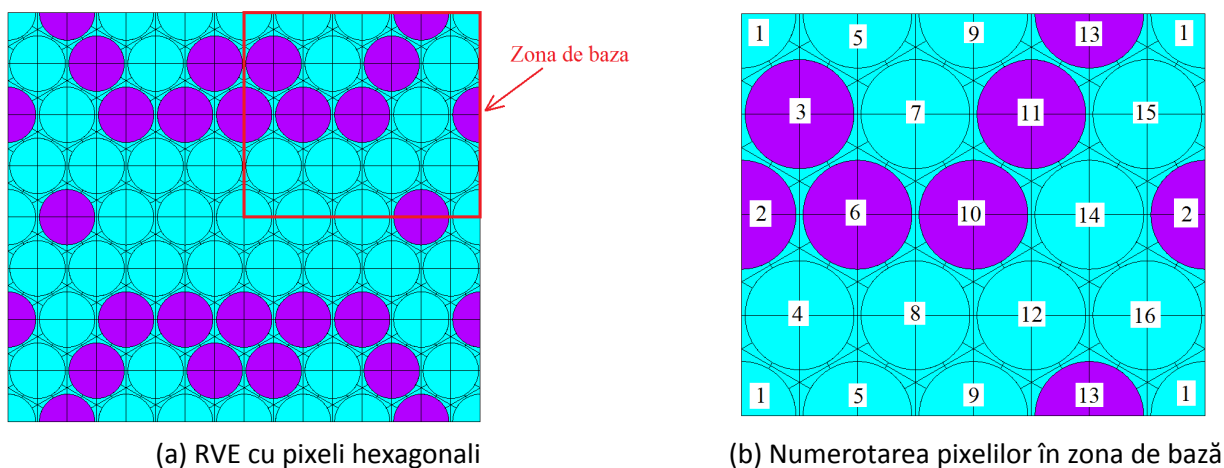 Zona de baza
1 5 9 13 1
3 7 11 15
2 6 10 14 2
4 8 12 16
1 5 9 13 1
(a) RVE cu pixeli hexagonali
(b) Numerotarea pixelilor în zona de bază